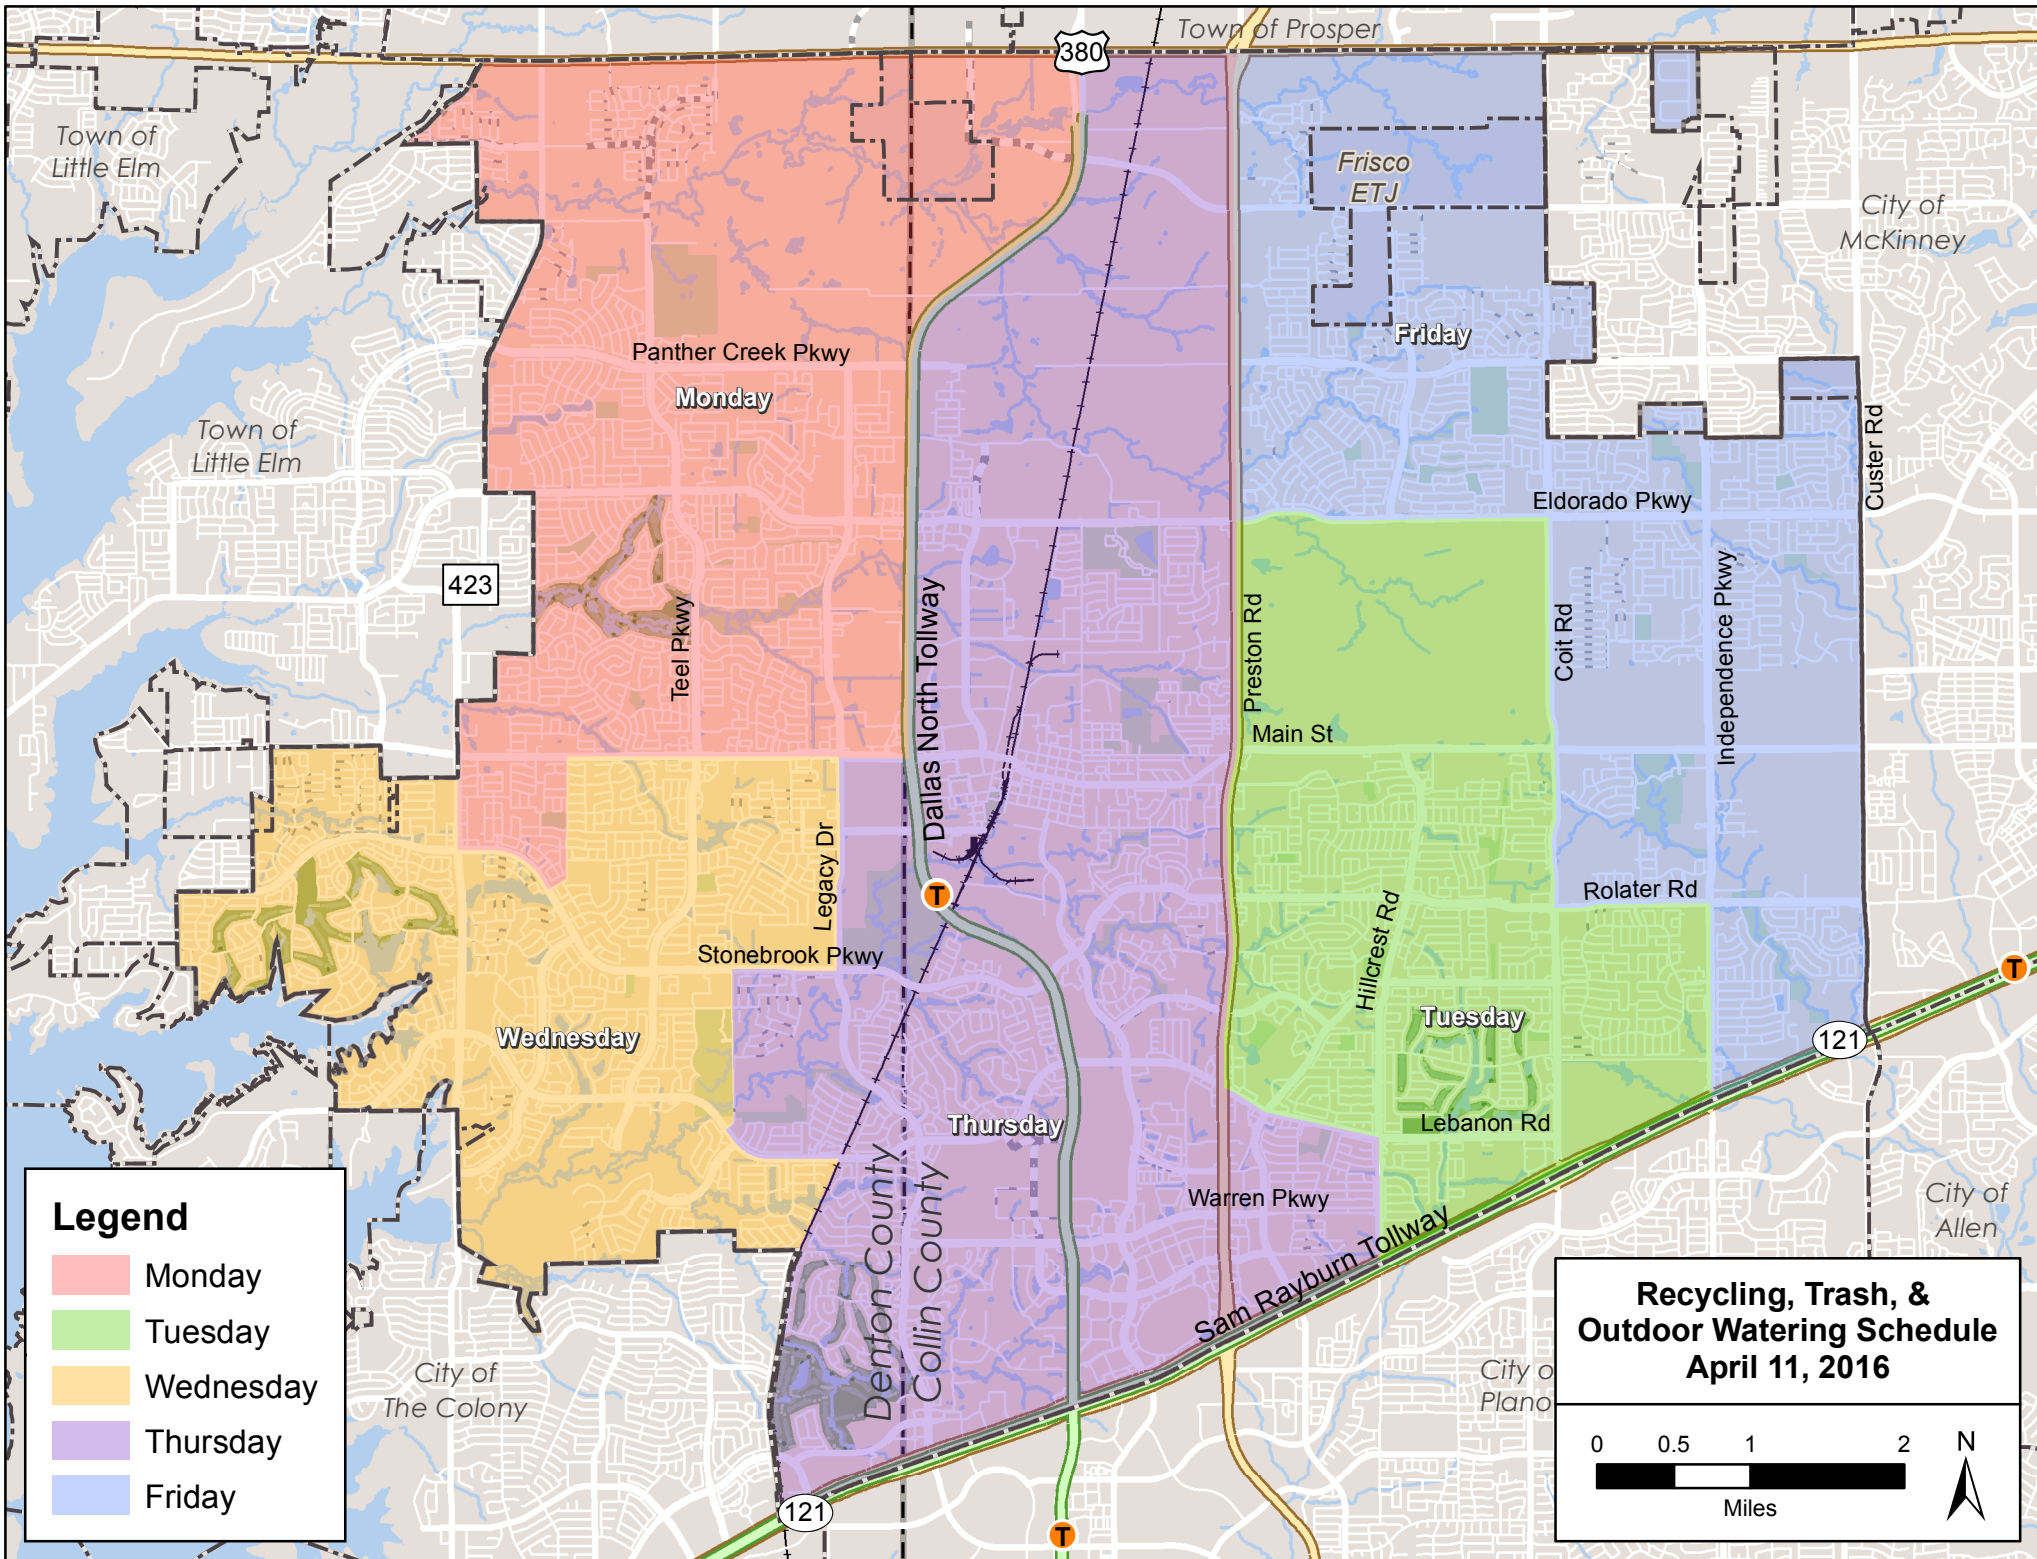 Town of Prosper
380
Town of
Little Elm
Frisco
ETJ
City of
McKinney
Friday
Panther Creek Pkwy
Monday
Town of
Little Elm
Custer Rd
Eldorado Pkwy
423
Teel Pkwy
Dallas North Tollway
Preston Rd
Coit Rd
Independence Pkwy
Main St
Legacy Dr
T
Rolater Rd
Hillcrest Rd
Stonebrook Pkwy
T
Wednesday
Tuesday
121
Thursday
Lebanon Rd
Denton County
Collin County
Warren Pkwy
Sam Rayburn Tollway
City of
Allen
City of
The Colony
City o
Plano
121
T
Legend
Monday
Tuesday
Wednesday
Thursday
Friday
Recycling, Trash, &
Outdoor Watering Schedule
April 11, 2016
0 0.5 1 2
Miles
N